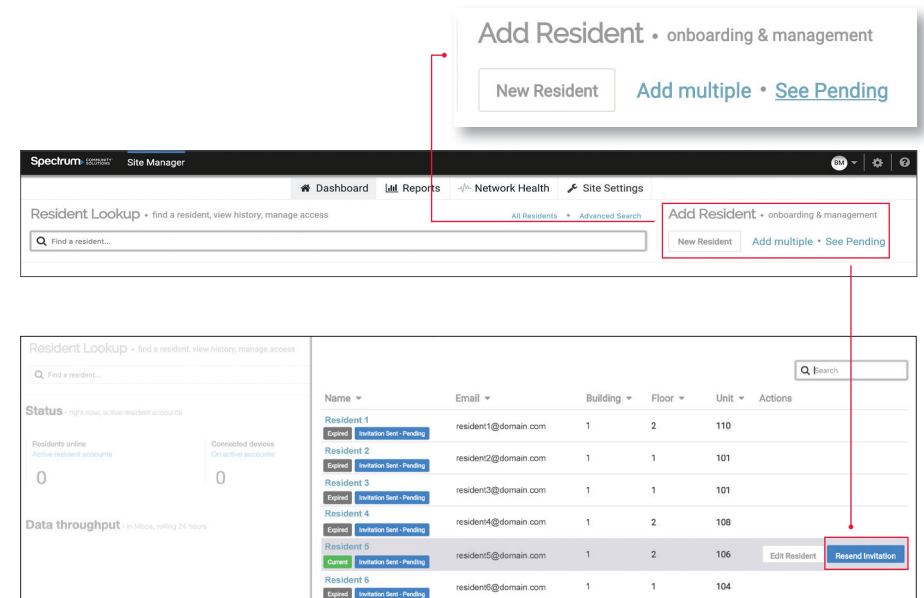 Add Resident • onboarding & management
New Resident Add multiple • See Pending
Spectrum COMMUNITY SOLUTIONS Site Manager BM
Dashboard Reports Network Health Site Settings
Resident Lookup • find a resident, view history, manage access All Residents • Advanced Search Add Resident • onboarding & management
Find a resident... New Resident Add multiple • See Pending
Resident Lookup • find a resident, view history, manage access
Find a resident... Search
Name Email Building Floor Unit Actions
Status • right now, active resident accounts
Resident 1 resident1@domain.com 1 2 110
Expired Invitation Sent - Pending
Residents online Connected devices
Active resident accounts On active accounts
Resident 2 resident2@domain.com 1 1 101
Expired Invitation Sent - Pending
0 0
Resident 3 resident3@domain.com 1 1 101
Expired Invitation Sent - Pending
Data throughput • in Mbps, rolling 24 hours
Resident 4 resident4@domain.com 1 2 108
Expired Invitation Sent - Pending
Resident 5 resident5@domain.com 1 2 106 Edit Resident Resend Invitation
Current Invitation Sent - Pending
Resident 6 resident6@domain.com 1 1 104
Expired Invitation Sent - Pending